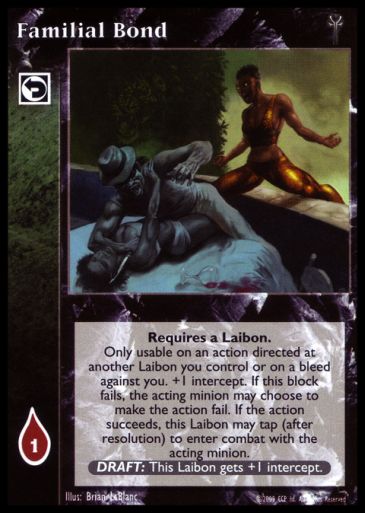 Familial Bond
Requires a Laibon.
Only usable on an action directed at
another Laibon you control or on a bleed
against you. +1 intercept. If this block
fails, the acting minion may choose to
make the action fail. If the action
succeeds, this Laibon may tap (after
resolution) to enter combat with the
acting minion.
DRAFT: This Laibon gets +1 intercept.
1
Illus: Brian LeBlanc
Reserved